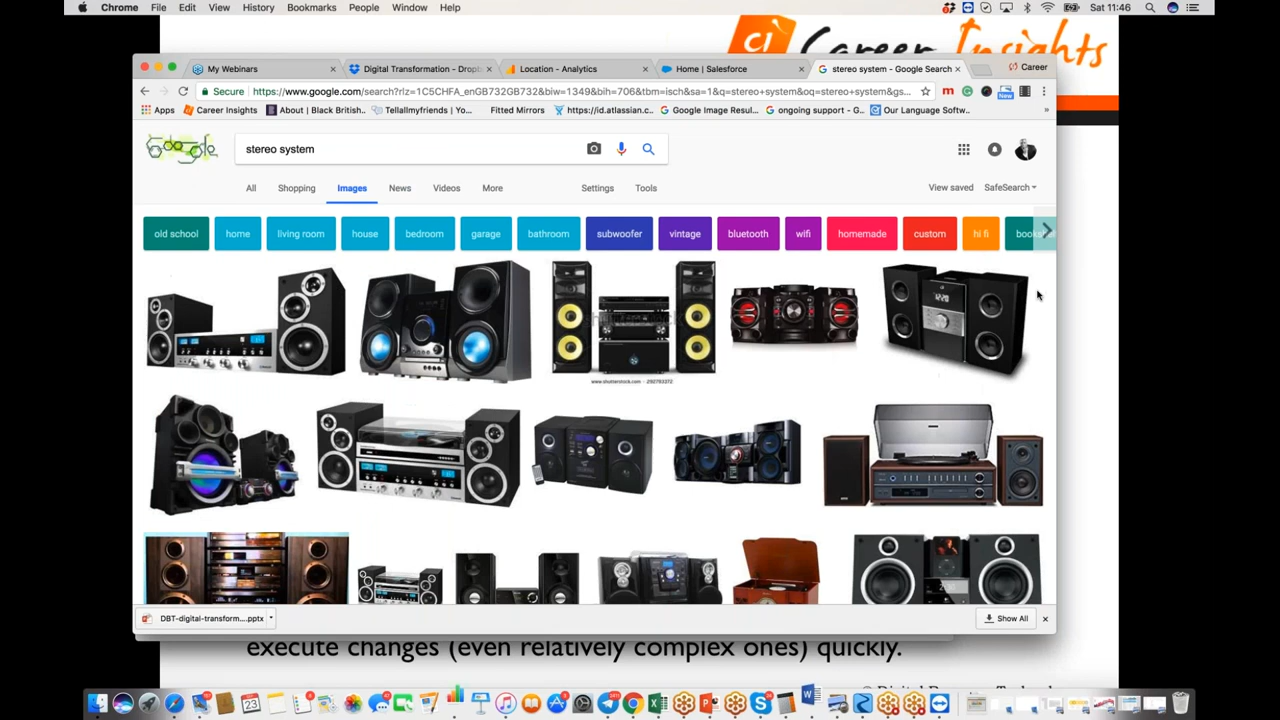 Chrome File Edit View History Bookmarks People Window Help
Sat 11:46
Career Insights
My Webinars
Digital Transformation - Dropb
Location - Analytics
Home | Salesforce
stereo system - Google Search
Career
Secure https://www.google.com/search?rlz=1C5CHFA_enGB732GB732&biw=1349&bih=706&tbm=isch&sa=1&q=stereo+system&oq=stereo+system&gs...
Apps Career Insights About | Black British.. Tellallmyfriends | Yo... Fitted Mirrors https://id.atlassian.c.. Google Image Resul... ongoing support - G... Our Language Softw.. »
New
stereo system
All Shopping Images News Videos More Settings Tools View saved SafeSearch
old school home living room house bedroom garage bathroom subwoofer vintage bluetooth wifi homemade custom hi fi
www.shutterstock.com · 292793372
DBT-digital-transform....pptx
Show All
execute changes (even relatively complex ones) quickly.